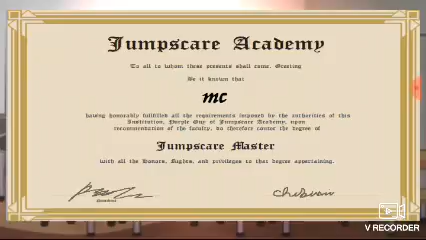 Jumpscare Academy
To all to whom these presents shall come, Greeting
Be it known that
mc
having honorably fulfilled all the requirements imposed by the authorities of this
Institution, Purple Guy of Jumpscare Academy, upon
recommendation of the faculty, do therefore confer the degree of
Jumpscare Master
with all the Honors, Rights, and privileges to that degree appertaining.
V RECORDER